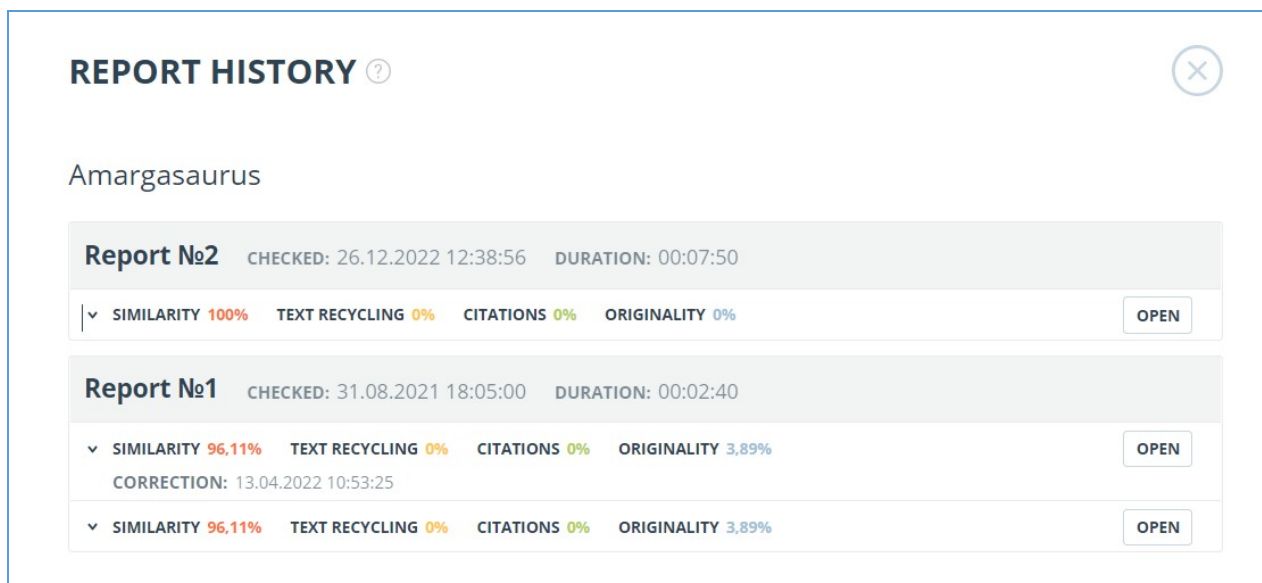 REPORT HISTORY ?
Amargasaurus
Report №2 CHECKED: 26.12.2022 12:38:56 DURATION: 00:07:50
SIMILARITY 100% TEXT RECYCLING 0% CITATIONS 0% ORIGINALITY 0% OPEN
Report №1 CHECKED: 31.08.2021 18:05:00 DURATION: 00:02:40
SIMILARITY 96,11% TEXT RECYCLING 0% CITATIONS 0% ORIGINALITY 3,89% OPEN
CORRECTION: 13.04.2022 10:53:25
SIMILARITY 96,11% TEXT RECYCLING 0% CITATIONS 0% ORIGINALITY 3,89% OPEN